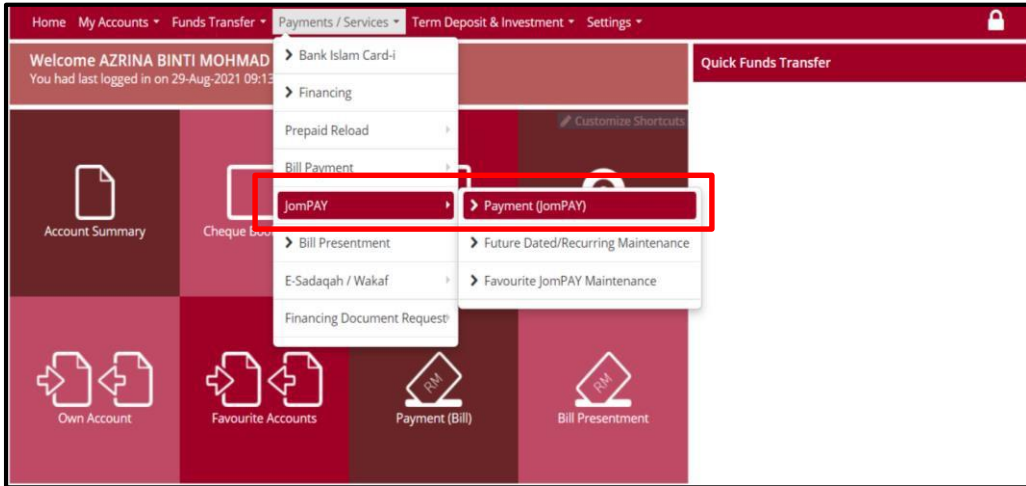 Home My Accounts Funds Transfer Payments / Services Term Deposit & Investment Settings
Welcome AZRINA BINTI MOHMAD
You had last logged in on 29-Aug-2021 09:13
Quick Funds Transfer
> Bank Islam Card-i
> Financing
Prepaid Reload
Bill Payment
JomPAY
> Bill Presentment
E-Sadaqah / Wakaf
Financing Document Request
> Payment (JomPAY)
> Future Dated/Recurring Maintenance
> Favourite JomPAY Maintenance
Customize Shortcuts
Account Summary
Cheque Boo
Own Account
Favourite Accounts
RM
Payment (Bill)
RM
Bill Presentment